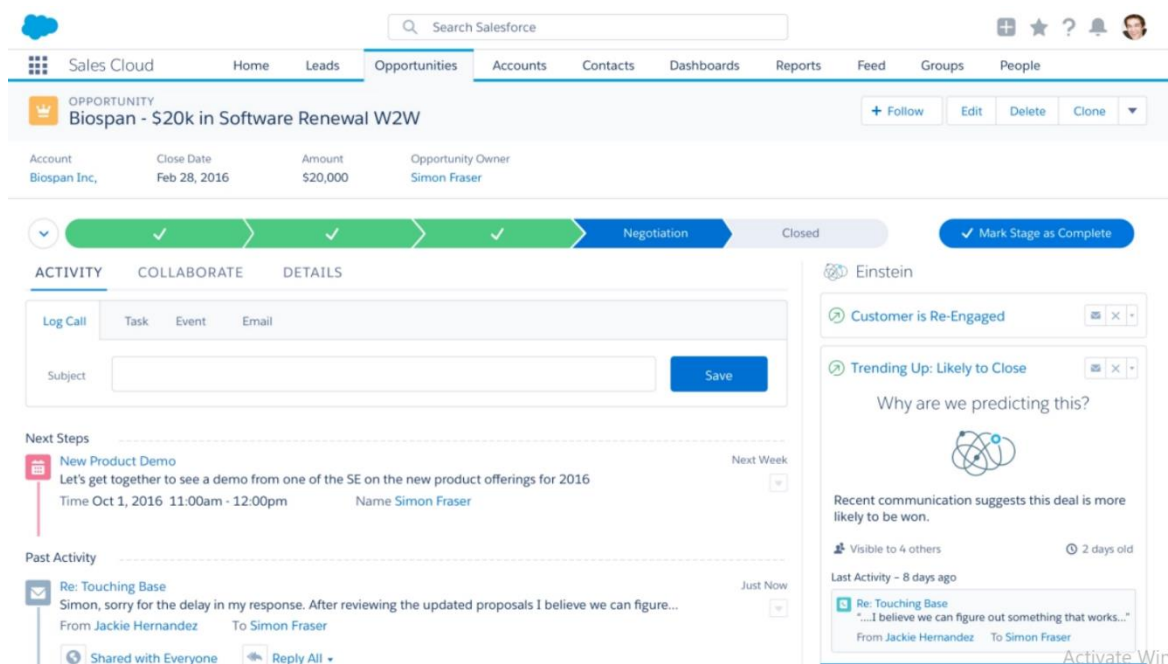 Search Salesforce
Sales Cloud Home Leads Opportunities Accounts Contacts Dashboards Reports Feed Groups People
OPPORTUNITY
Biospan - $20k in Software Renewal W2W
+ Follow Edit Delete Clone
Account Close Date Amount Opportunity Owner
Biospan Inc, Feb 28, 2016 $20,000 Simon Fraser
Negotiation Closed Mark Stage as Complete
ACTIVITY COLLABORATE DETAILS
Log Call Task Event Email
Subject Save
Next Steps
New Product Demo Next Week
Let's get together to see a demo from one of the SE on the new product offerings for 2016
Time Oct 1, 2016 11:00am - 12:00pm Name Simon Fraser
Past Activity
Re: Touching Base Just Now
Simon, sorry for the delay in my response. After reviewing the updated proposals I believe we can figure...
From Jackie Hernandez To Simon Fraser
Shared with Everyone Reply All
Einstein
Customer is Re-Engaged
Trending Up: Likely to Close
Why are we predicting this?
Recent communication suggests this deal is more
likely to be won.
Visible to 4 others 2 days old
Last Activity – 8 days ago
Re: Touching Base
"....I believe we can figure out something that works..."
From Jackie Hernandez To Simon Fraser
Activate Win